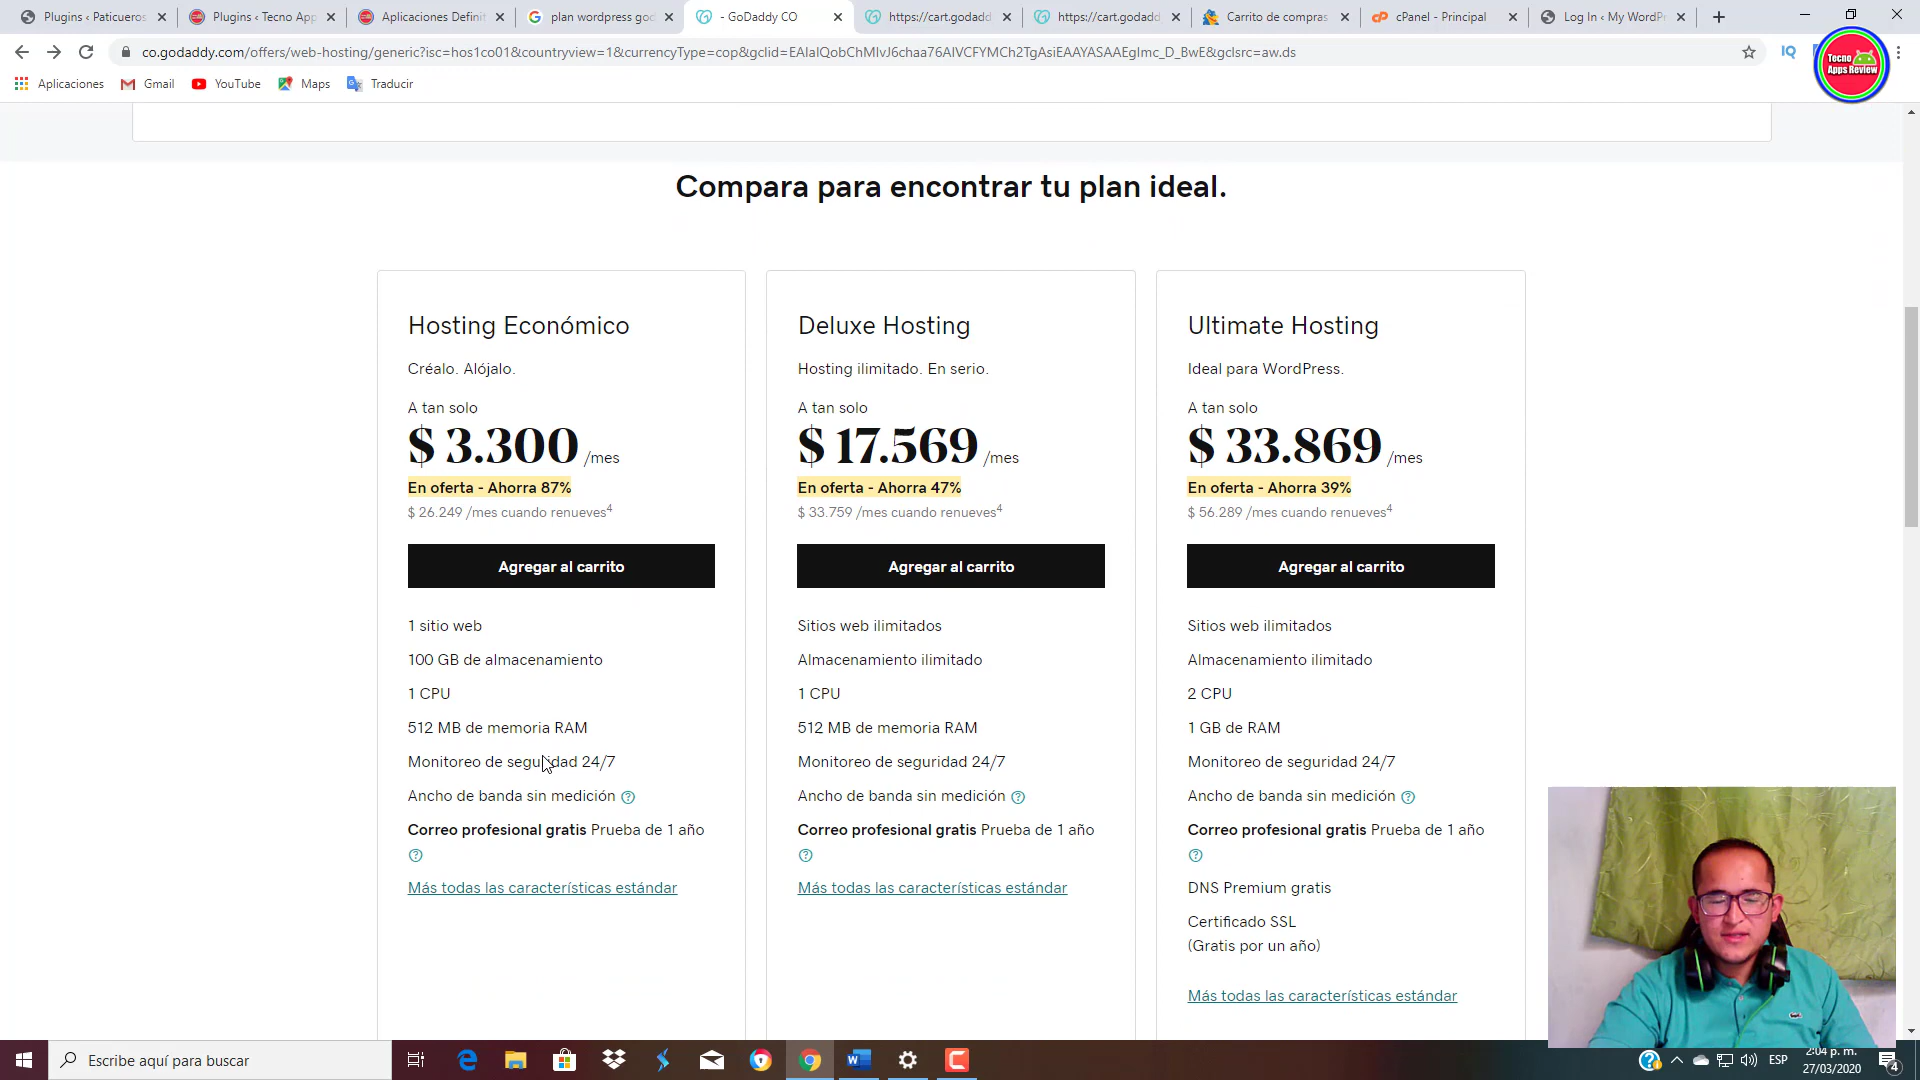 Plugins ‹ Paticueros
Plugins ‹ Tecno App
Aplicaciones Definit
plan wordpress god
- GoDaddy CO
https://cart.godadd
https://cart.godadd
Carrito de compras
cPanel - Principal
Log In ‹ My WordPr
co.godaddy.com/offers/web-hosting/generic?isc=hos1co01&countryview=1&currencyType=cop&gclid=EAIaIQobChMIvJ6chaa76AIVCFYMCh2TgAsiEAAYASAAEgImc_D_BwE&gclsrc=aw.ds
IQ
Tecno
Apps Review
Aplicaciones
Gmail
YouTube
Maps
Traducir
Compara para encontrar tu plan ideal.
Hosting Económico
Créalo. Alójalo.
A tan solo
$ 3.300 /mes
En oferta - Ahorra 87%
$ 26.249 /mes cuando renueves4
Agregar al carrito
1 sitio web
100 GB de almacenamiento
1 CPU
512 MB de memoria RAM
Monitoreo de seguridad 24/7
Ancho de banda sin medición ?
Correo profesional gratis Prueba de 1 año
?
Más todas las características estándar
Deluxe Hosting
Hosting ilimitado. En serio.
A tan solo
$ 17.569 /mes
En oferta - Ahorra 47%
$ 33.759 /mes cuando renueves4
Agregar al carrito
Sitios web ilimitados
Almacenamiento ilimitado
1 CPU
512 MB de memoria RAM
Monitoreo de seguridad 24/7
Ancho de banda sin medición ?
Correo profesional gratis Prueba de 1 año
?
Más todas las características estándar
Ultimate Hosting
Ideal para WordPress.
A tan solo
$ 33.869 /mes
En oferta - Ahorra 39%
$ 56.289 /mes cuando renueves4
Agregar al carrito
Sitios web ilimitados
Almacenamiento ilimitado
2 CPU
1 GB de RAM
Monitoreo de seguridad 24/7
Ancho de banda sin medición ?
Correo profesional gratis Prueba de 1 año
?
DNS Premium gratis
Certificado SSL
(Gratis por un año)
Más todas las características estándar
Escribe aquí para buscar
ESP
2:04 p. m.
27/03/2020
4